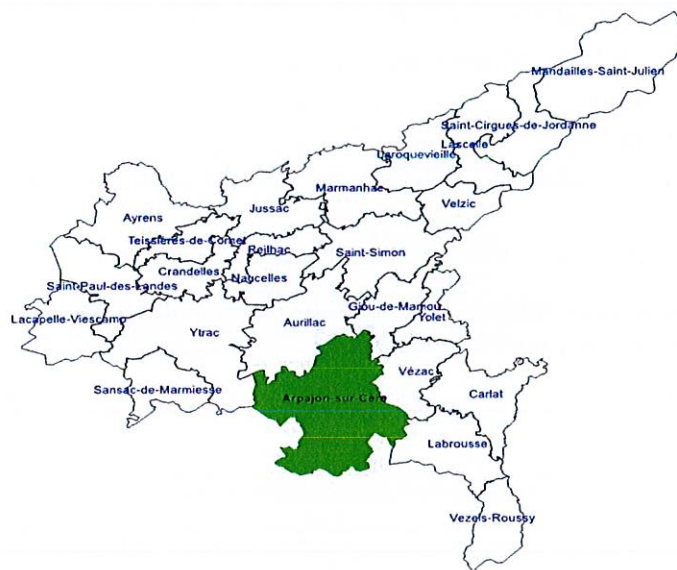 Mandailles-Saint-Julien
Saint-Cirgues-de-Jordanne
Lascelle
Laroquevieille
Marmanhac
Velzic
Jussac
Ayrens
Teissières-de-Cornet
Reilhac
Saint-Simon
Crandelles
Naucelles
Saint-Paul-des-Landes
Giou-de-Mamou
Yolet
Lacapelle-Viescamp
Aurillac
Ytrac
Vézac
Sansac-de-Marmiesse
Arpajon-sur-Cère
Carlat
Labrousse
Vezels-Roussy